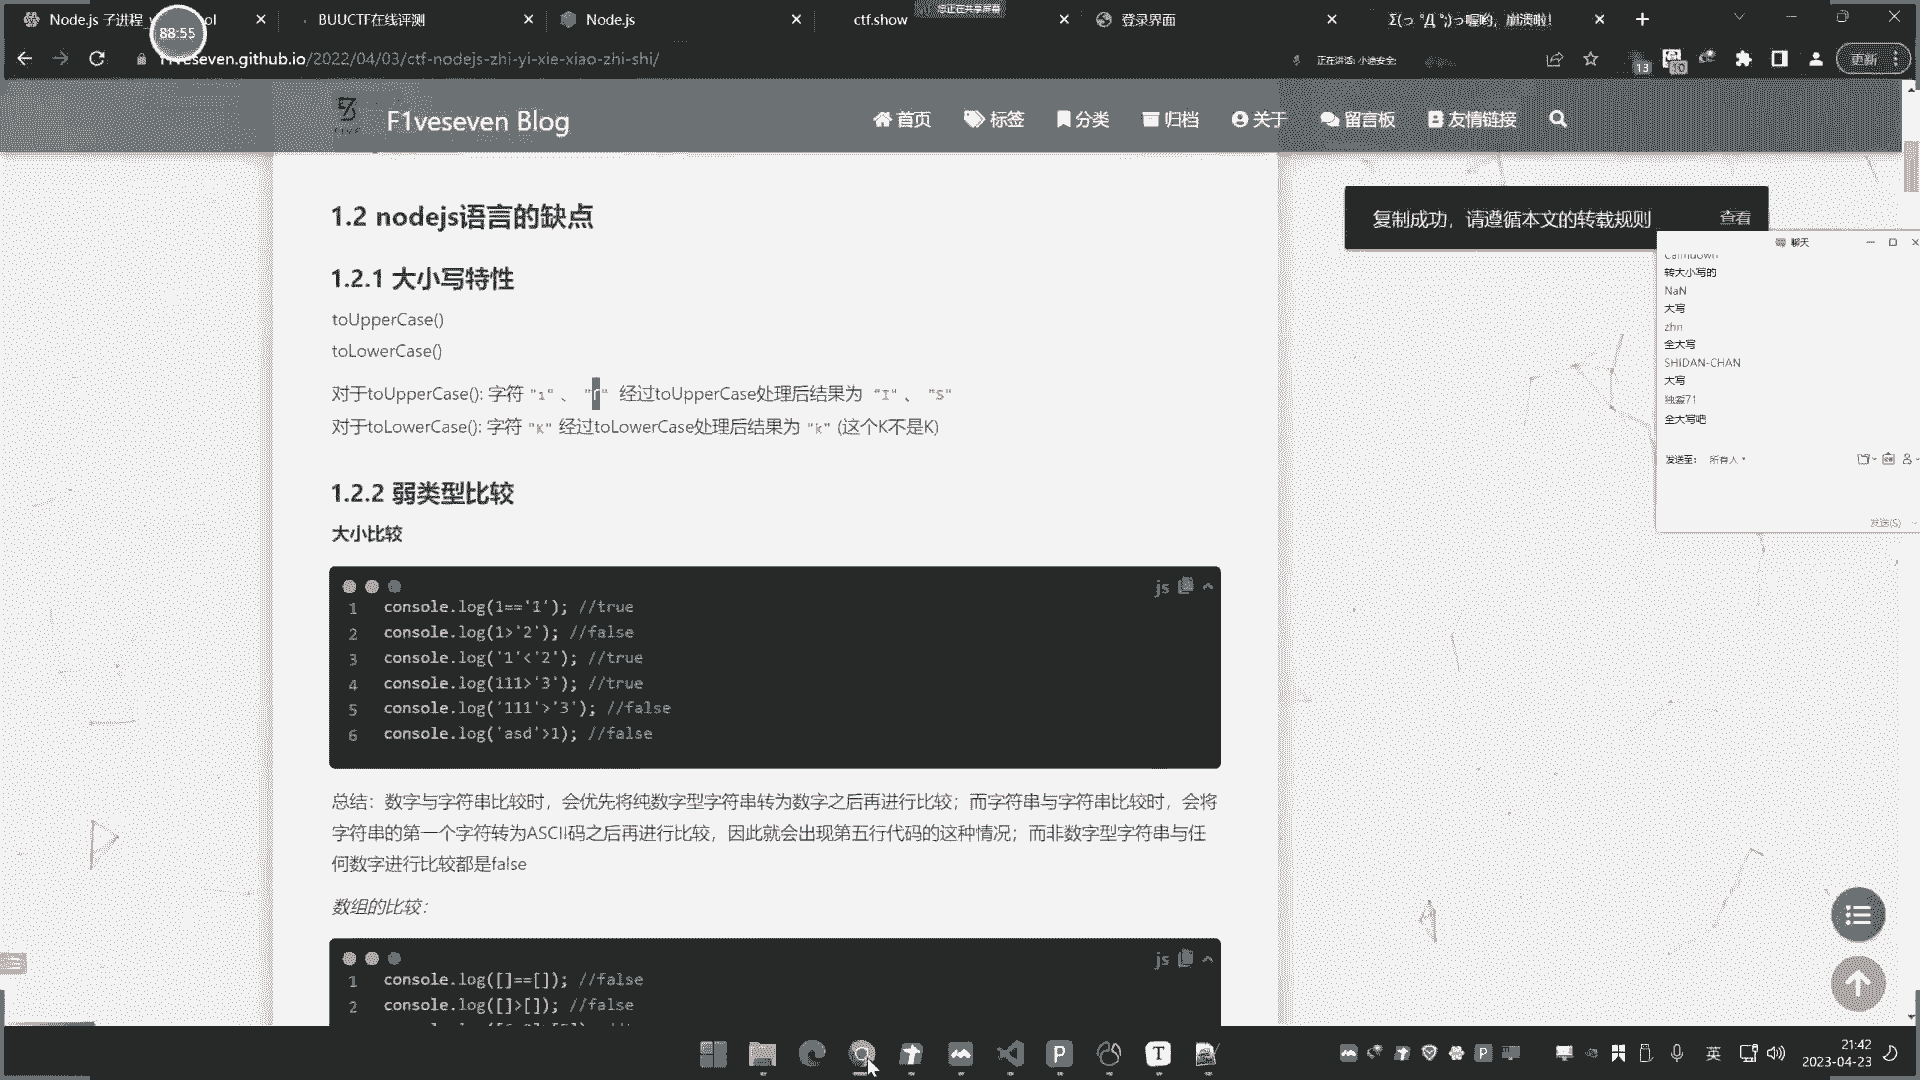 Node.js 子进程
88:55
BUUCTF在线评测
Node.js
ctf.show
您正在共享屏幕
登录界面
veseven.github.io/2022/04/03/ctf-nodejs-zhi-yi-xie-xiao-zhi-shi/
13
10
更新
F1veseven Blog
首页
标签
分类
归档
关于
留言板
友情链接
1.2 nodejs语言的缺点
复制成功，请遵循本文的转载规则
查看
聊天
1.2.1 大小写特性
转大小写的
NaN
大写
zhn
全大写
SHIDAN-CHAN
大写
独爱71
全大写吧
发送至：
所有人
发送(S)
toUpperCase()
toLowerCase()
对于toUpperCase(): 字符 "ı" 、 "ſ" 经过toUpperCase处理后结果为 "I" 、 "S"
对于toLowerCase(): 字符 "K" 经过toLowerCase处理后结果为 "k" (这个K不是K)
1.2.2 弱类型比较
大小比较
js
1 console.log(1=='1'); //true
2 console.log(1>'2'); //false
3 console.log('1'<'2'); //true
4 console.log(111>'3'); //true
5 console.log('111'>'3'); //false
6 console.log('asd'>1); //false
总结：数字与字符串比较时，会优先将纯数字型字符串转为数字之后再进行比较；而字符串与字符串比较时，会将
字符串的第一个字符转为ASCII码之后再进行比较，因此就会出现第五行代码的这种情况；而非数字型字符串与任
何数字进行比较都是false
数组的比较：
js
1 console.log([]==[]); //false
2 console.log([]>[]); //false
英
21:42
2023-04-23